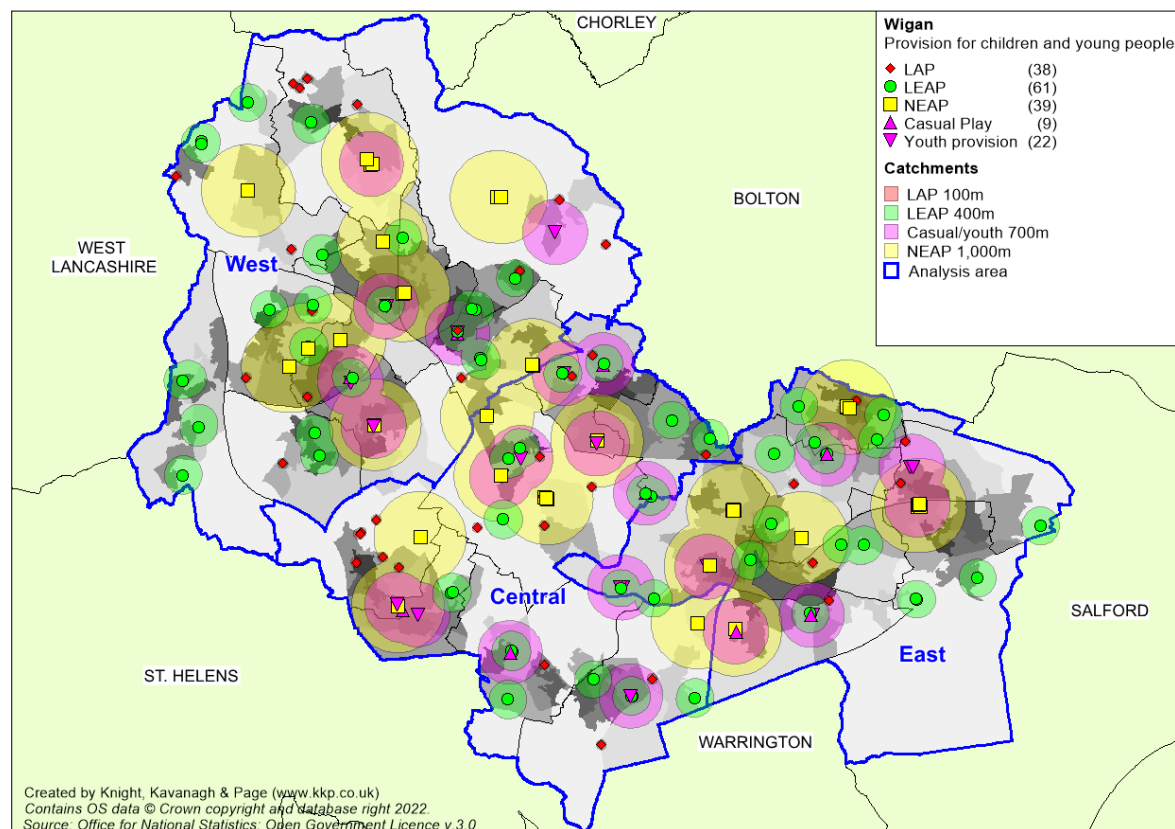 CHORLEY
Wigan
Provision for children and young people
LAP (38)
LEAP (61)
NEAP (39)
Casual Play (9)
Youth provision (22)
Catchments
LAP 100m
LEAP 400m
Casual/youth 700m
NEAP 1,000m
Analysis area
BOLTON
WEST
LANCASHIRE
West
Central
SALFORD
East
ST. HELENS
WARRINGTON
Created by Knight, Kavanagh & Page (www.kkp.co.uk)
Contains OS data © Crown copyright and database right 2022.
Source: Office for National Statistics: Open Government Licence v.3.0